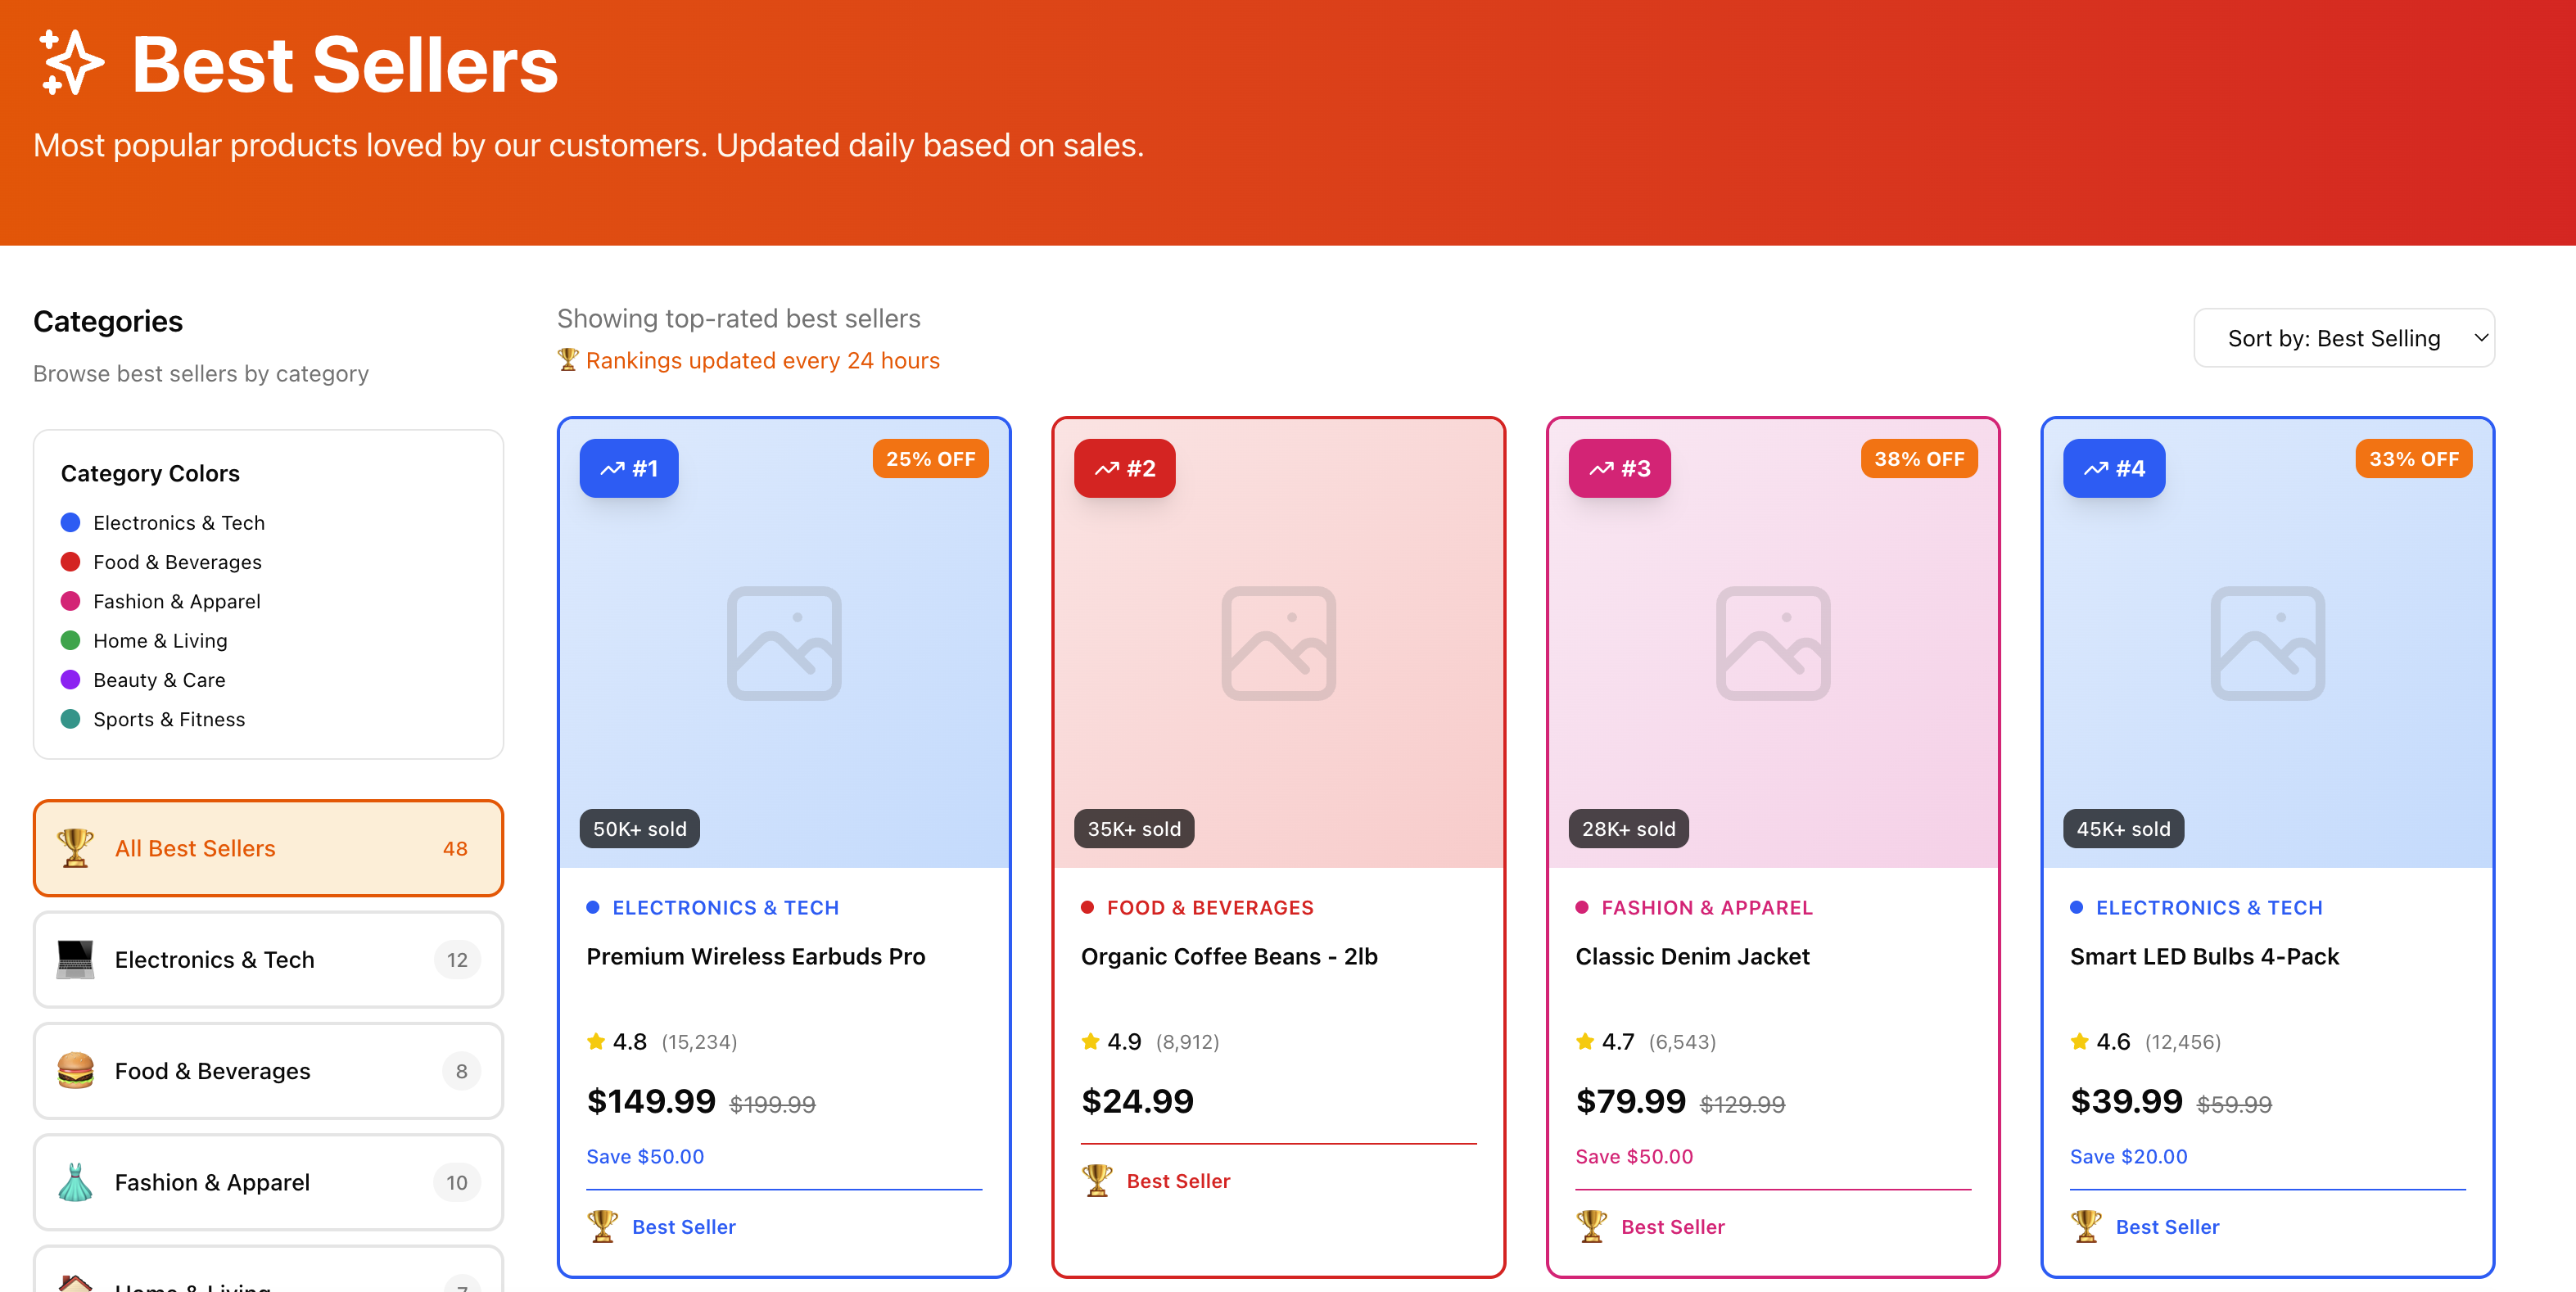 Best Sellers
Most popular products loved by our customers. Updated daily based on sales.
Categories
Browse best sellers by category
Category Colors
Electronics & Tech
Food & Beverages
Fashion & Apparel
Home & Living
Beauty & Care
Sports & Fitness
All Best Sellers 48
Electronics & Tech 12
Food & Beverages 8
Fashion & Apparel 10
Home & Living 7
Showing top-rated best sellers
Rankings updated every 24 hours
Sort by: Best Selling
#1
25% OFF
50K+ sold
ELECTRONICS & TECH
Premium Wireless Earbuds Pro
4.8 (15,234)
$149.99 $199.99
Save $50.00
Best Seller
#2
35K+ sold
FOOD & BEVERAGES
Organic Coffee Beans - 2lb
4.9 (8,912)
$24.99
Best Seller
#3
38% OFF
28K+ sold
FASHION & APPAREL
Classic Denim Jacket
4.7 (6,543)
$79.99 $129.99
Save $50.00
Best Seller
#4
33% OFF
45K+ sold
ELECTRONICS & TECH
Smart LED Bulbs 4-Pack
4.6 (12,456)
$39.99 $59.99
Save $20.00
Best Seller